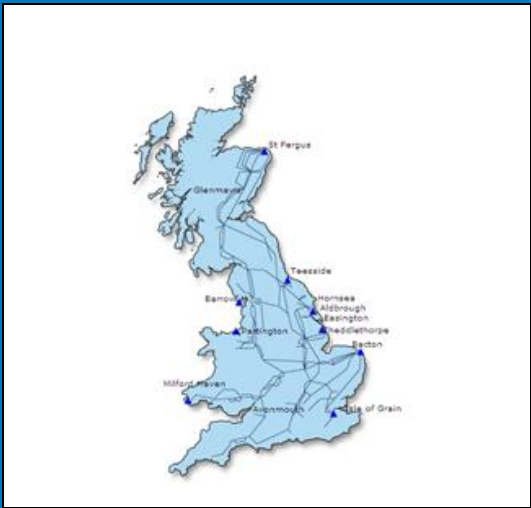 St Fergus
Glenmavis
Teesside
Hornsea
Barrow
Aldbrough
Easington
Partington
Theddlethorpe
Bacton
Milford Haven
Avonmouth
Isle of Grain